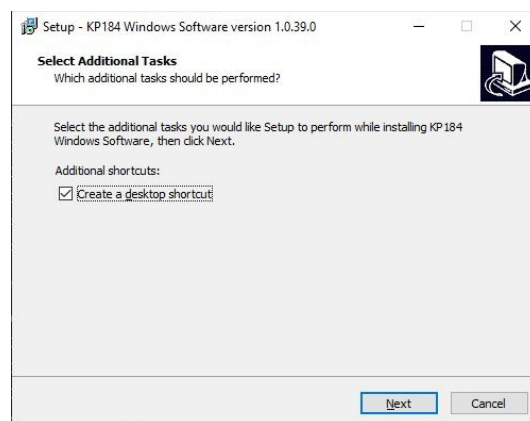 Setup - KP184 Windows Software version 1.0.39.0
Select Additional Tasks
Which additional tasks should be performed?
Select the additional tasks you would like Setup to perform while installing KP184
Windows Software, then click Next.
Additional shortcuts:
Create a desktop shortcut
Next
Cancel